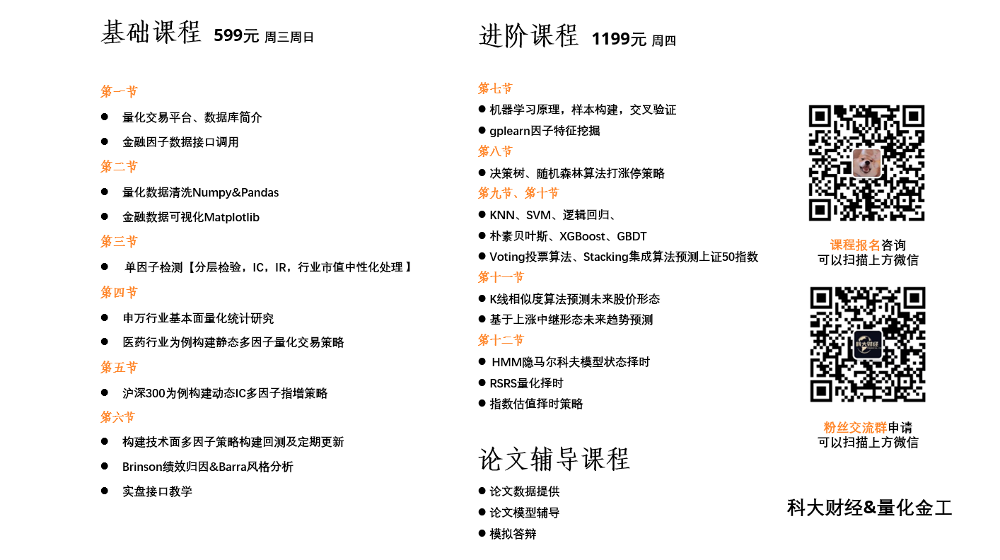 基础课程 599元 周三周日
第一节
● 量化交易平台、数据库简介
● 金融因子数据接口调用
第二节
● 量化数据清洗Numpy&Pandas
● 金融数据可视化Matplotlib
第三节
● 单因子检测【分层检验，IC，IR，行业市值中性化处理 】
第四节
● 申万行业基本面量化统计研究
● 医药行业为例构建静态多因子量化交易策略
第五节
● 沪深300为例构建动态IC多因子指增策略
第六节
● 构建技术面多因子策略构建回测及定期更新
● Brinson绩效归因&Barra风格分析
● 实盘接口教学
进阶课程 1199元 周四
第七节
● 机器学习原理，样本构建，交叉验证
● gplearn因子特征挖掘
第八节
● 决策树、随机森林算法打涨停策略
第九节、第十节
● KNN、SVM、逻辑回归、
● 朴素贝叶斯、XGBoost、GBDT
● Voting投票算法、Stacking集成算法预测上证50指数
第十一节
● K线相似度算法预测未来股价形态
● 基于上涨中继形态未来趋势预测
第十二节
● HMM隐马尔科夫模型状态择时
● RSRS量化择时
● 指数估值择时策略
论文辅导课程
● 论文数据提供
● 论文模型辅导
● 模拟答辩
课程报名咨询
可以扫描上方微信
科大财经
粉丝交流群申请
可以扫描上方微信
科大财经&量化金工